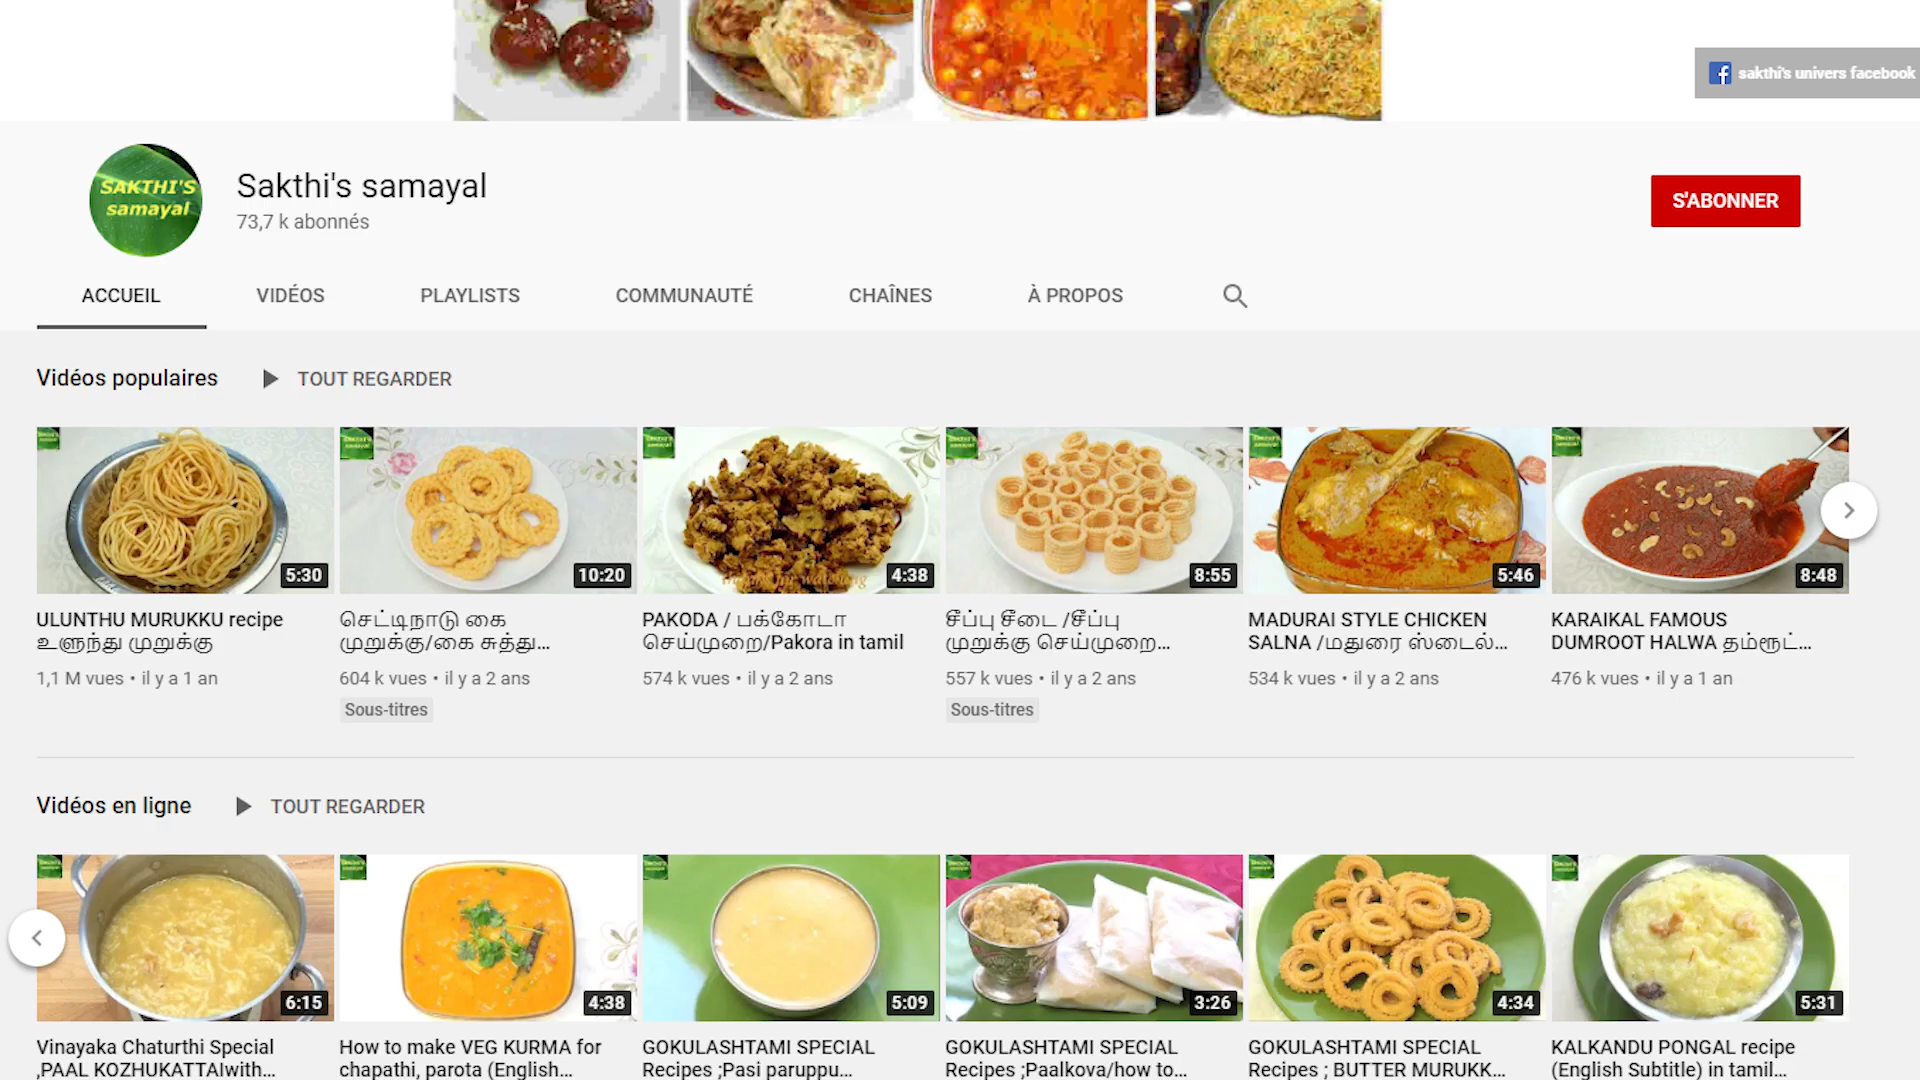 sakthi's univers facebook
SAKTHI'S
samayal
Sakthi's samayal
73,7 k abonnés
S'ABONNER
ACCUEIL
VIDÉOS
PLAYLISTS
COMMUNAUTÉ
CHAÎNES
À PROPOS
Vidéos populaires
TOUT REGARDER
5:30
10:20
4:38
8:55
5:46
8:48
ULUNTHU MURUKKU recipe
உளுந்து முறுக்கு
1,1 M vues • il y a 1 an
செட்டிநாடு கை
முறுக்கு/கை சுத்து...
604 k vues • il y a 2 ans
Sous-titres
PAKODA / பக்கோடா
செய்முறை/Pakora in tamil
574 k vues • il y a 2 ans
சீப்பு சீடை /சீப்பு
முறுக்கு செய்முறை...
557 k vues • il y a 2 ans
Sous-titres
MADURAI STYLE CHICKEN
SALNA /மதுரை ஸ்டைல்...
534 k vues • il y a 2 ans
KARAIKAL FAMOUS
DUMROOT HALWA தம்ரூட்...
476 k vues • il y a 1 an
Vidéos en ligne
TOUT REGARDER
6:15
4:38
5:09
3:26
4:34
5:31
Vinayaka Chaturthi Special
,PAAL KOZHUKATTAIwith...
How to make VEG KURMA for
chapathi, parota (English...
GOKULASHTAMI SPECIAL
Recipes ;Pasi paruppu...
GOKULASHTAMI SPECIAL
Recipes ;Paalkova/how to...
GOKULASHTAMI SPECIAL
Recipes ; BUTTER MURUKK...
KALKANDU PONGAL recipe
(English Subtitle) in tamil...